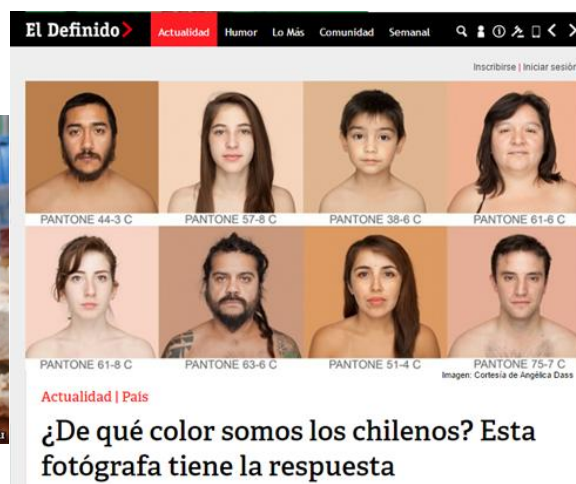 El Definido>
Actualidad Humor Lo Más Comunidad Semanal
Inscribirse | Iniciar sesión
PANTONE 44-3 C PANTONE 57-8 C PANTONE 38-6 C PANTONE 61-6 C
PANTONE 61-8 C PANTONE 63-6 C PANTONE 51-4 C PANTONE 75-7 C
Imagen: Cortesía de Angélica Dass
Actualidad | País
¿De qué color somos los chilenos? Esta
fotógrafa tiene la respuesta